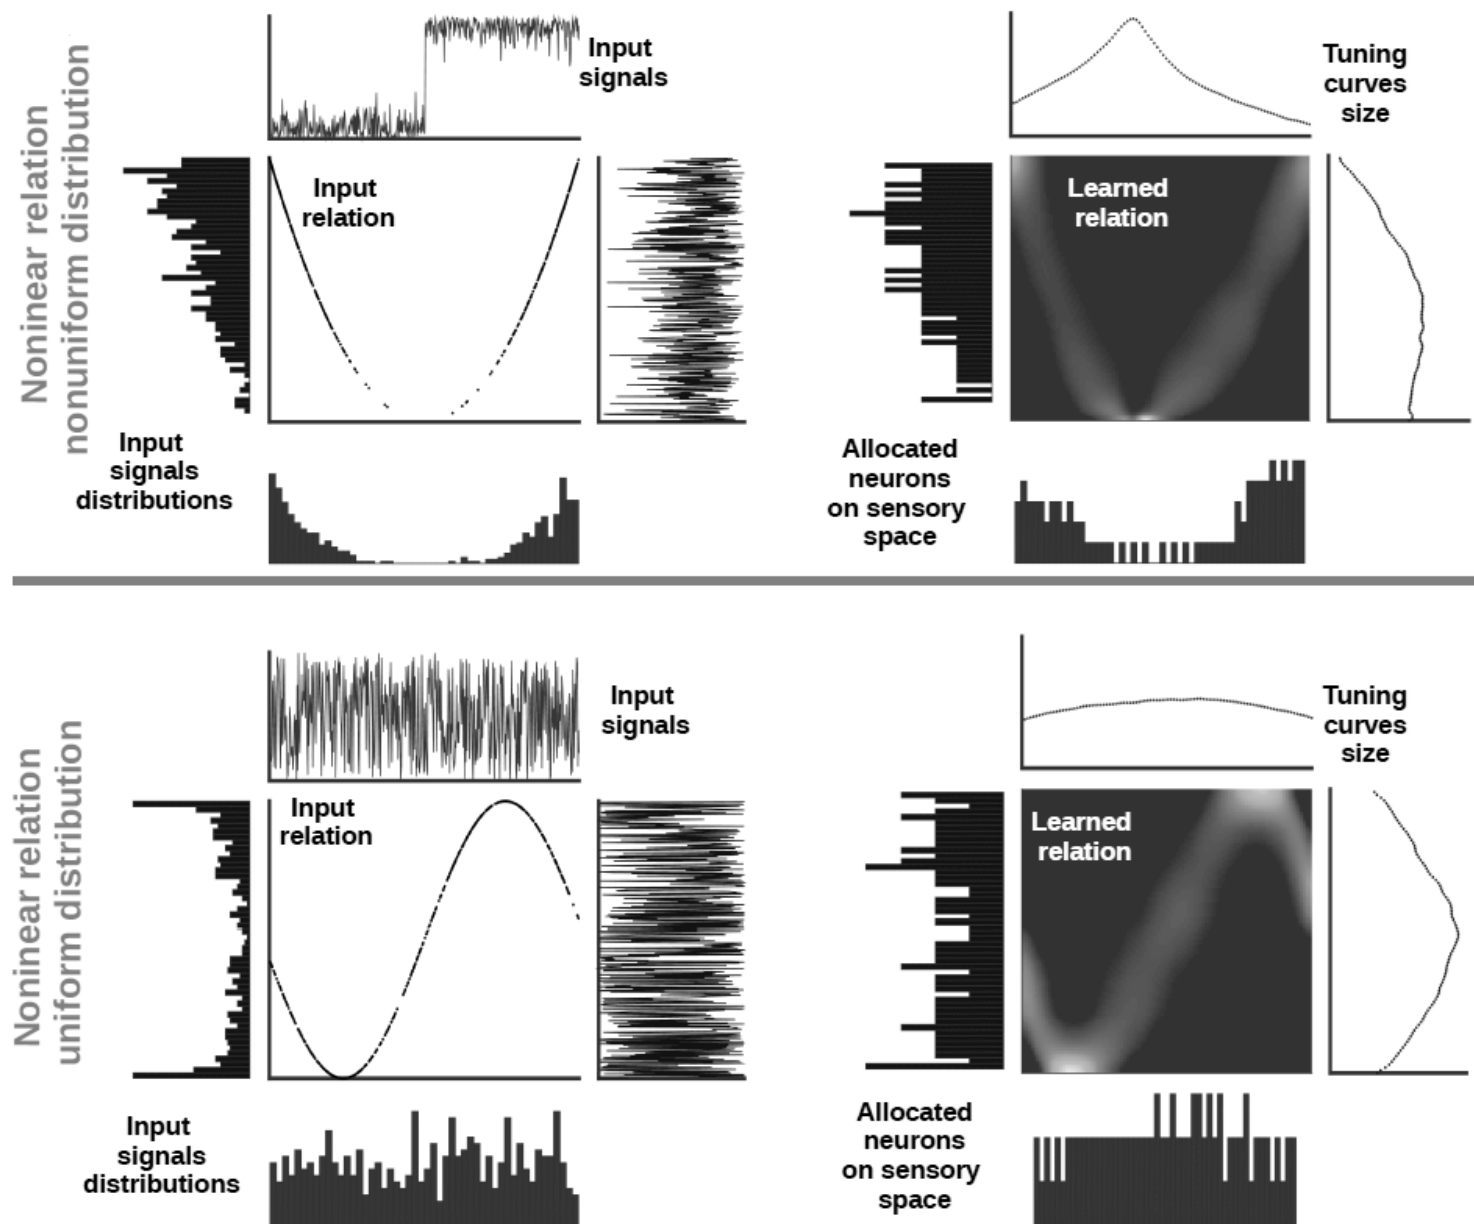 Noninear relation
nonuniform distribution
Input
signals
Input
relation
Input
signals
distributions
Tuning
curves
size
Learned
relation
Allocated
neurons
on sensory
space
Noninear relation
uniform distribution
Input
signals
Input
relation
Input
signals
distributions
Tuning
curves
size
Learned
relation
Allocated
neurons
on sensory
space